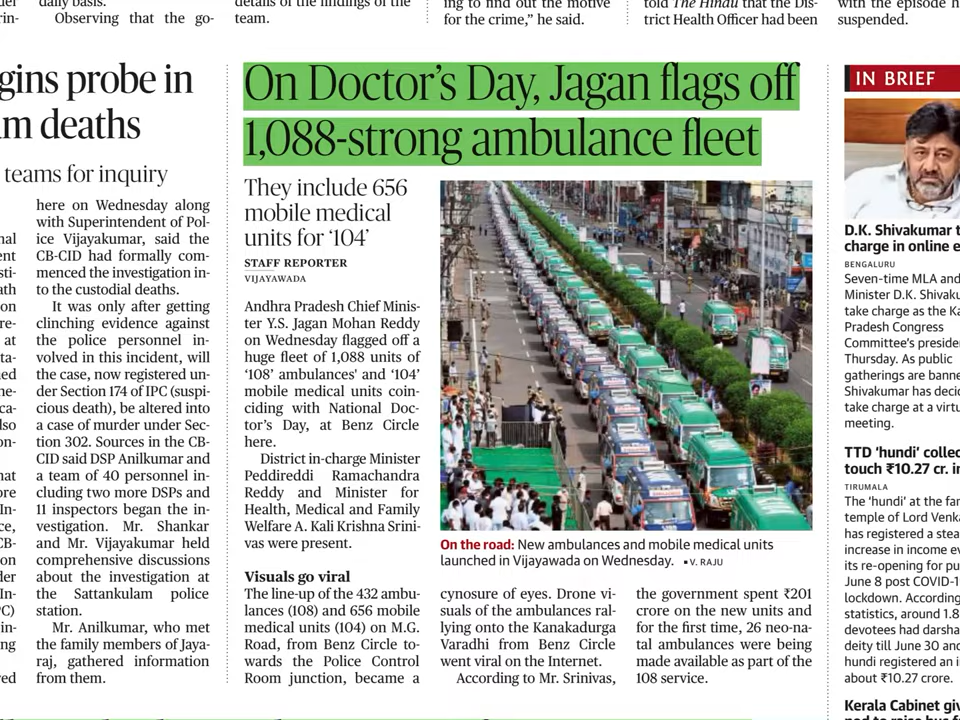 daily basis.
Observing that the go-
details of the findings of the
team.
ing to find out the motive
for the crime,” he said.
told The Hindu that the Dis-
trict Health Officer had been
with the episode
suspended.
gins probe in
deaths
teams for inquiry
here on Wednesday along
with Superintendent of Pol-
ice Vijayakumar, said the
CB-CID had formally com-
menced the investigation in-
to the custodial deaths.
It was only after getting
clinching evidence against
the police personnel in-
volved in this incident, will
the case, now registered un-
der Section 174 of IPC (suspi-
cious death), be altered into
a case of murder under Sec-
tion 302. Sources in the CB-
CID said DSP Anilkumar and
a team of 40 personnel in-
cluding two more DSPs and
11 inspectors began the in-
vestigation. Mr. Shankar
and Mr. Vijayakumar held
comprehensive discussions
about the investigation at
the Sattankulam police
station.
Mr. Anilkumar, who met
the family members of Jaya-
raj, gathered information
from them.
On Doctor’s Day, Jagan flags off
1,088-strong ambulance fleet
They include 656
mobile medical
units for ‘104’
STAFF REPORTER
VIJAYAWADA
Andhra Pradesh Chief Minis-
ter Y.S. Jagan Mohan Reddy
on Wednesday flagged off a
huge fleet of 1,088 units of
‘108’ ambulances' and ‘104’
mobile medical units coin-
ciding with National Doc-
tor’s Day, at Benz Circle
here.
District in-charge Minister
Peddireddi Ramachandra
Reddy and Minister for
Health, Medical and Family
Welfare A. Kali Krishna Srini-
vas were present.
Visuals go viral
The line-up of the 432 ambu-
lances (108) and 656 mobile
medical units (104) on M.G.
Road, from Benz Circle to-
wards the Police Control
Room junction, became a
On the road: New ambulances and mobile medical units
launched in Vijayawada on Wednesday. V. RAJU
cynosure of eyes. Drone vi-
suals of the ambulances ral-
lying onto the Kanakadurga
Varadhi from Benz Circle
went viral on the Internet.
According to Mr. Srinivas,
the government spent ₹201
crore on the new units and
for the first time, 26 neo-na-
tal ambulances were being
made available as part of the
108 service.
IN BRIEF
D.K. Shivakumar t
charge in online e
BENGALURU
Seven-time MLA and
Minister D.K. Shivaku
take charge as the Ka
Pradesh Congress
Committee’s preside
Thursday. As public
gatherings are banne
Shivakumar has decid
take charge at a virtu
meeting.
TTD ‘hundi’ collec
touch ₹10.27 cr. in
TIRUMALA
The ‘hundi’ at the fam
temple of Lord Venka
has registered a stea
increase in income ev
its re-opening for pu
June 8 post COVID-1
lockdown. According
statistics, around 1.8
devotees had darsha
deity till June 30 and
hundi registered an i
about ₹10.27 crore.
Kerala Cabinet giv